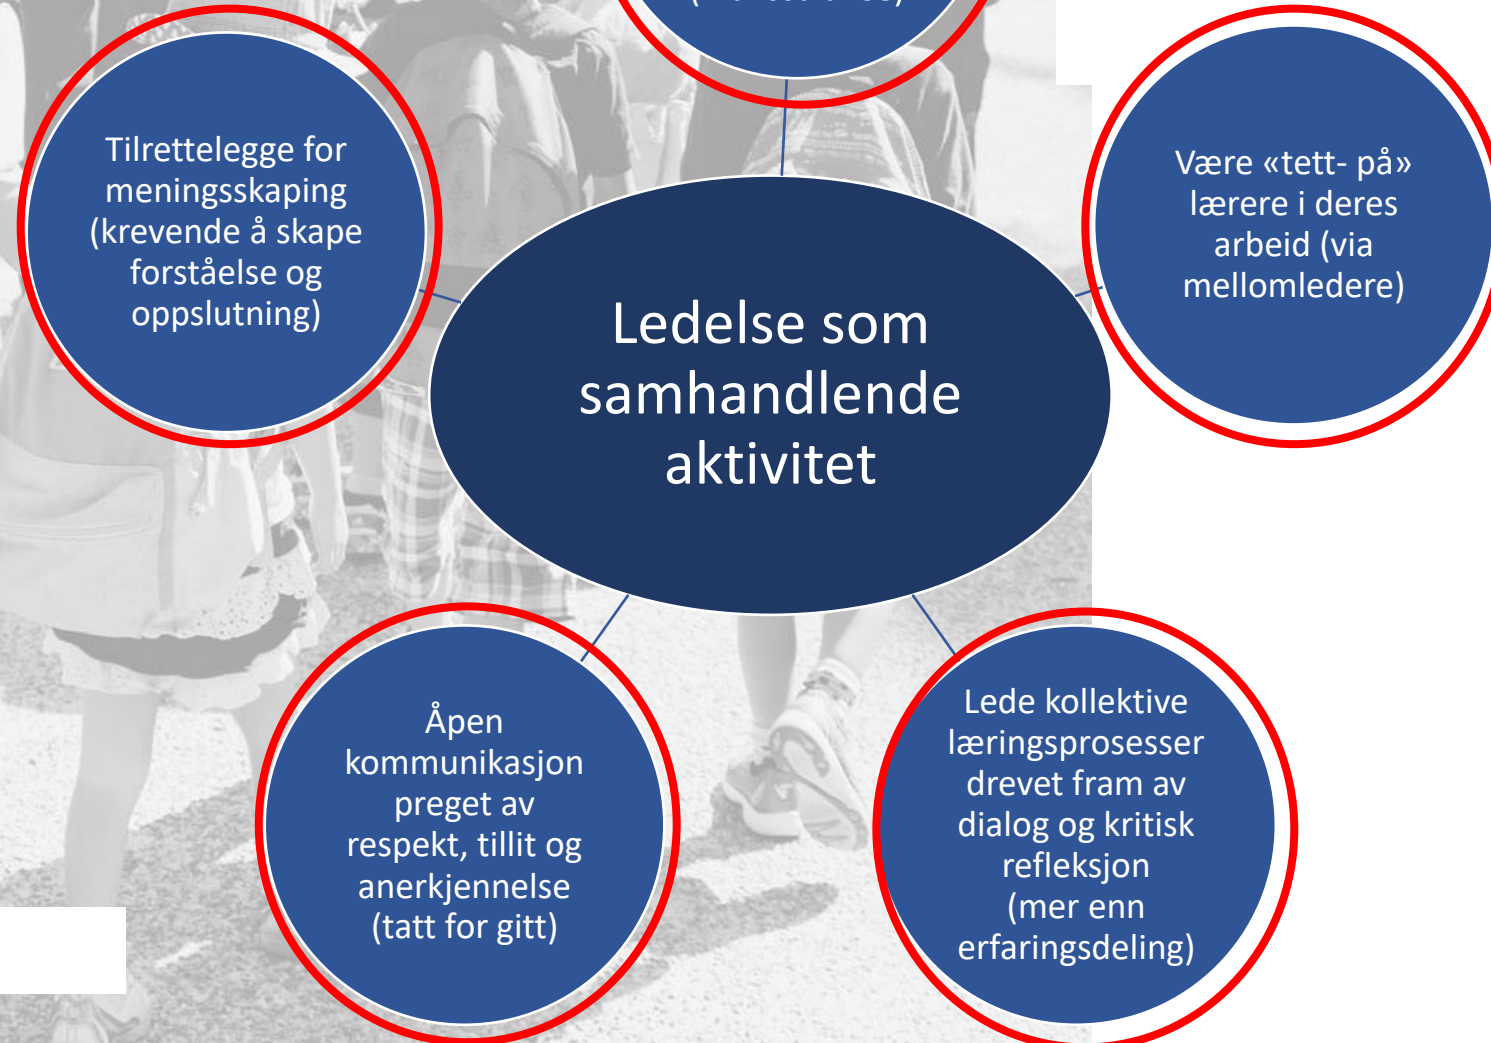 Tilrettelegge for
meningsskaping
(krevende å skape
forståelse og
oppslutning)
Være «tett- på»
lærere i deres
arbeid (via
mellomledere)
Ledelse som
samhandlende
aktivitet
Åpen
kommunikasjon
preget av
respekt, tillit og
anerkjennelse
(tatt for gitt)
Lede kollektive
læringsprosesser
drevet fram av
dialog og kritisk
refleksjon
(mer enn
erfaringsdeling)